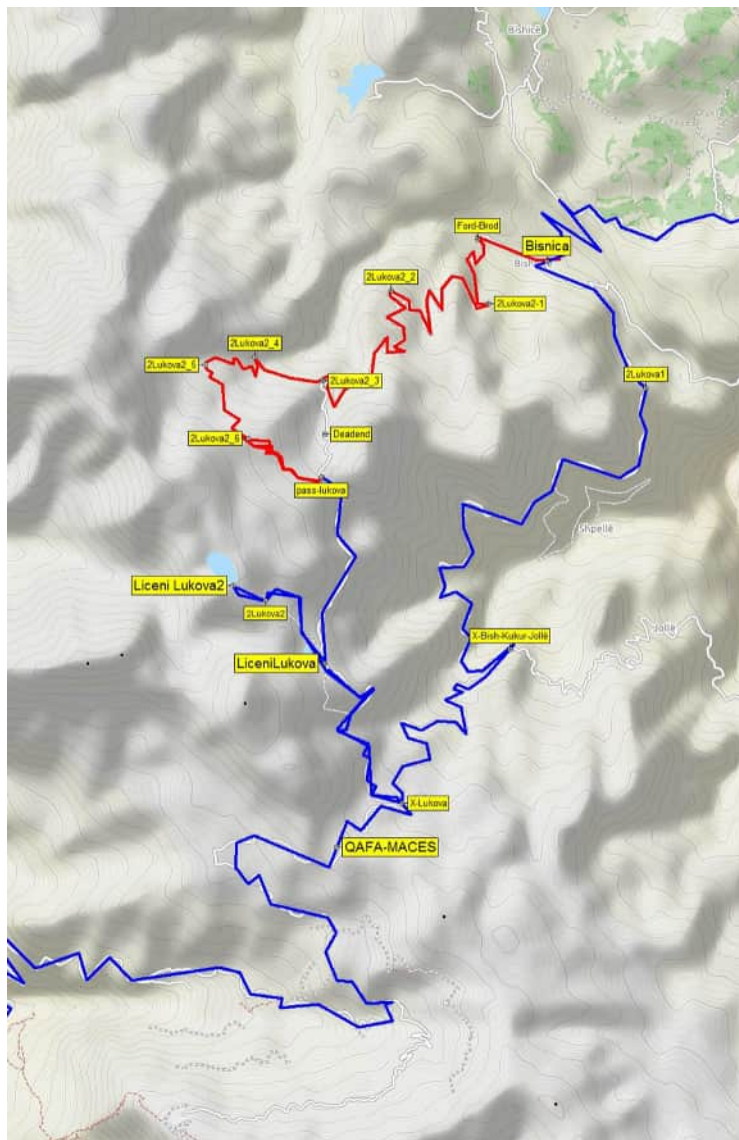 Bishicë
Ford-Brod
Bisnica
2Lukova2_2
2Lukova2-1
2Lukova2_4
2Lukova2_5
2Lukova2_3
2Lukova1
2Lukova2_6
Deadend
pass-lukova
Shpellë
Liceni Lukova2
2Lukova2
Jollë
X-Bish-Kukur-Jollë
LiceniLukova
X-Lukova
QAFA-MACES